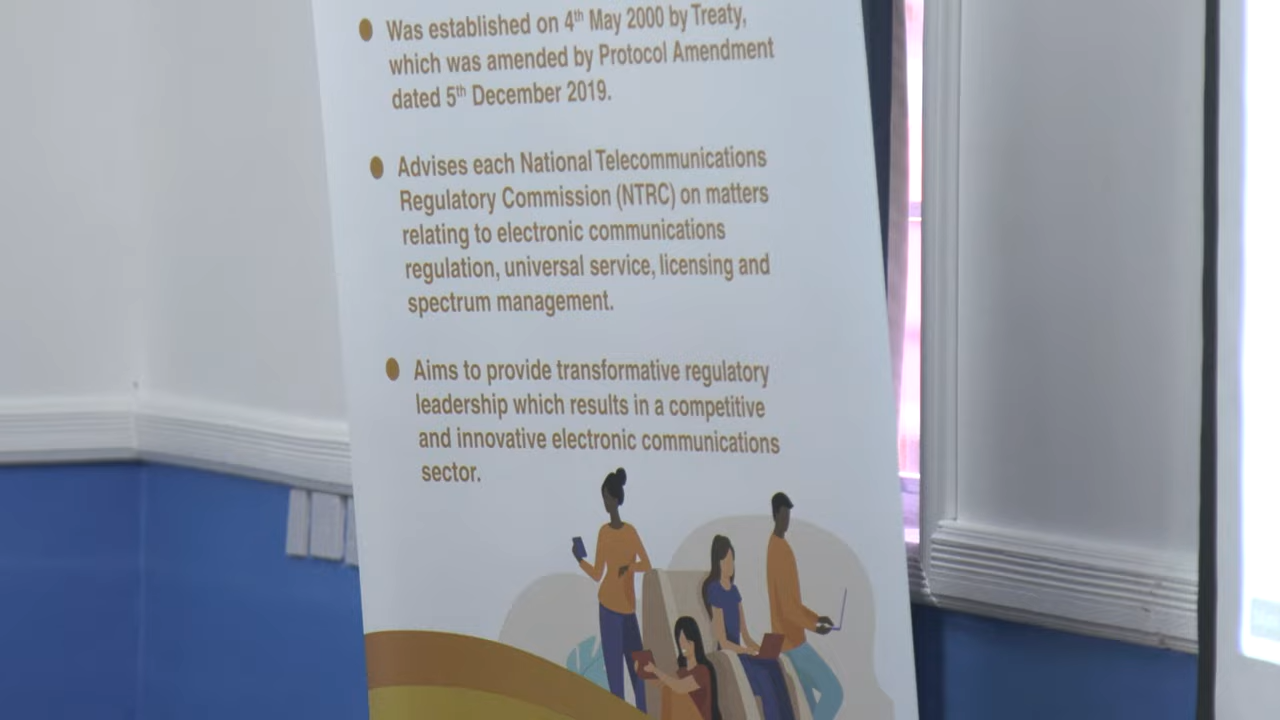 Was established on 4th May 2000 by Treaty,
which was amended by Protocol Amendment
dated 5th December 2019.
Advises each National Telecommunications
Regulatory Commission (NTRC) on matters
relating to electronic communications
regulation, universal service, licensing and
spectrum management.
Aims to provide transformative regulatory
leadership which results in a competitive
and innovative electronic communications
sector.